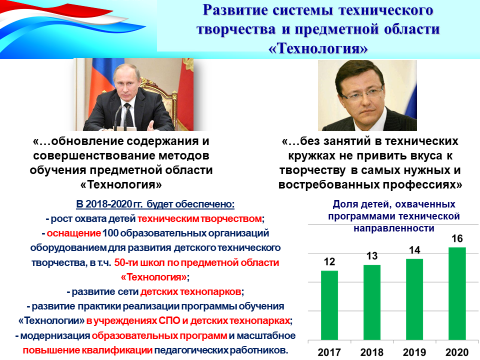 Развитие системы технического
творчества и предметной области
«Технология»
«…обновление содержания и
совершенствование методов
обучения предметной области
«Технология»
«…без занятий в технических
кружках не привить вкуса к
творчеству в самых нужных и
востребованных профессиях»
В 2018-2020 гг. будет обеспечено:
- рост охвата детей техническим творчеством;
- оснащение 100 образовательных организаций
оборудованием для развития детского технического
творчества, в т.ч. 50-ти школ по предметной области
«Технология»;
- развитие сети детских технопарков;
- развитие практики реализации программы обучения
«Технологии» в учреждениях СПО и детских технопарках;
- модернизация образовательных программ и масштабное
повышение квалификации педагогических работников.
Доля детей, охваченных
программами технической
направленности
12 13 14 16
2017 2018 2019 2020